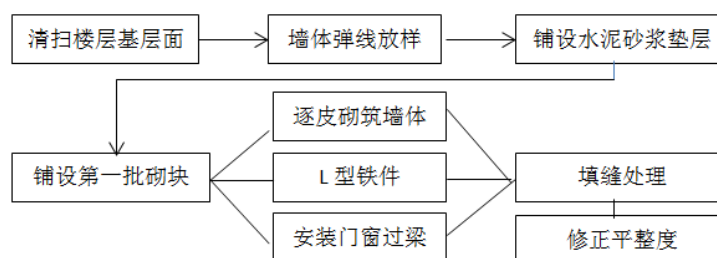 清扫楼层基层面
墙体弹线放样
铺设水泥砂浆垫层
逐皮砌筑墙体
铺设第一批砌块
L 型铁件
填缝处理
安装门窗过梁
修正平整度